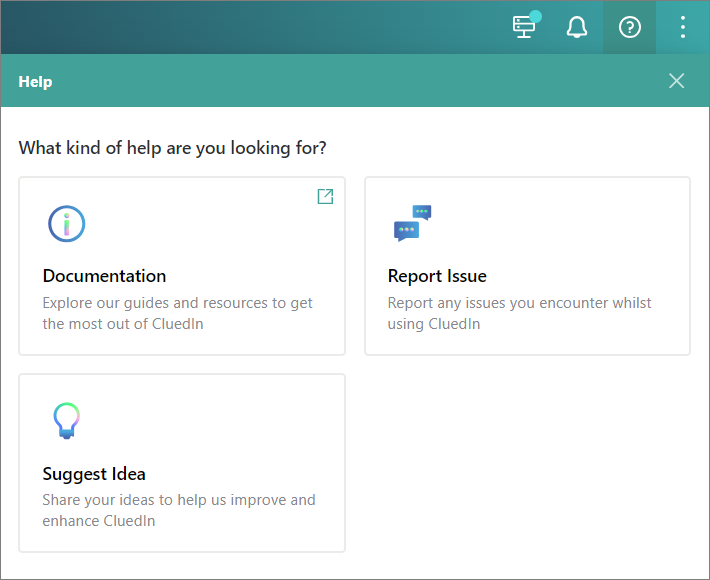 Help
What kind of help are you looking for?
Documentation
Explore our guides and resources to get
the most out of CluedIn
Report Issue
Report any issues you encounter whilst
using CluedIn
Suggest Idea
Share your ideas to help us improve and
enhance CluedIn